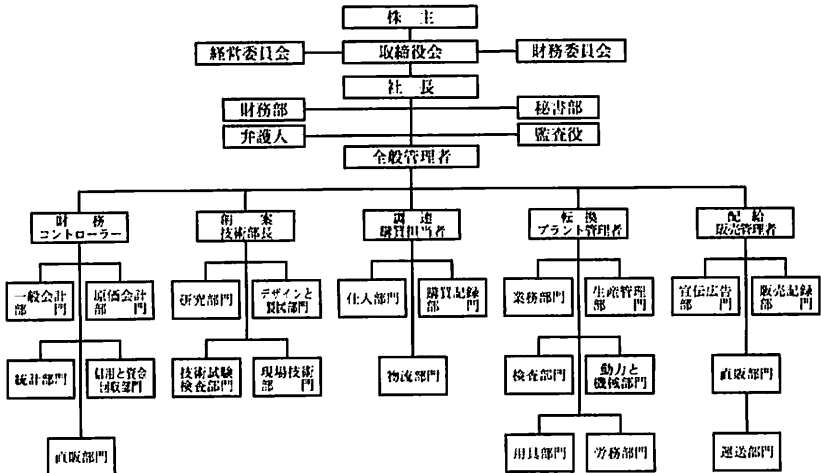 株主
経営委員会
取締役会
財務委員会
社長
財務部
秘書部
弁護人
監査役
全般管理者
財務
コントローラー
創案
技術部長
調達
購買担当者
転換
プラント管理者
配給
販売管理者
一般会計
部門
原価会計
部門
研究部門
デザインと
製図部門
仕入部門
購買記録
部門
業務部門
生産管理
部門
宣伝広告
部門
販売記録
部門
統計部門
信用と資金
回収部門
技術試験
検査部門
現場技術
部門
物流部門
検査部門
動力と
機械部門
直販部門
直販部門
用具部門
労務部門
運送部門